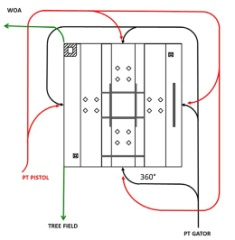 WOA
360°
PT PISTOL
PT GATOR
TREE FIELD